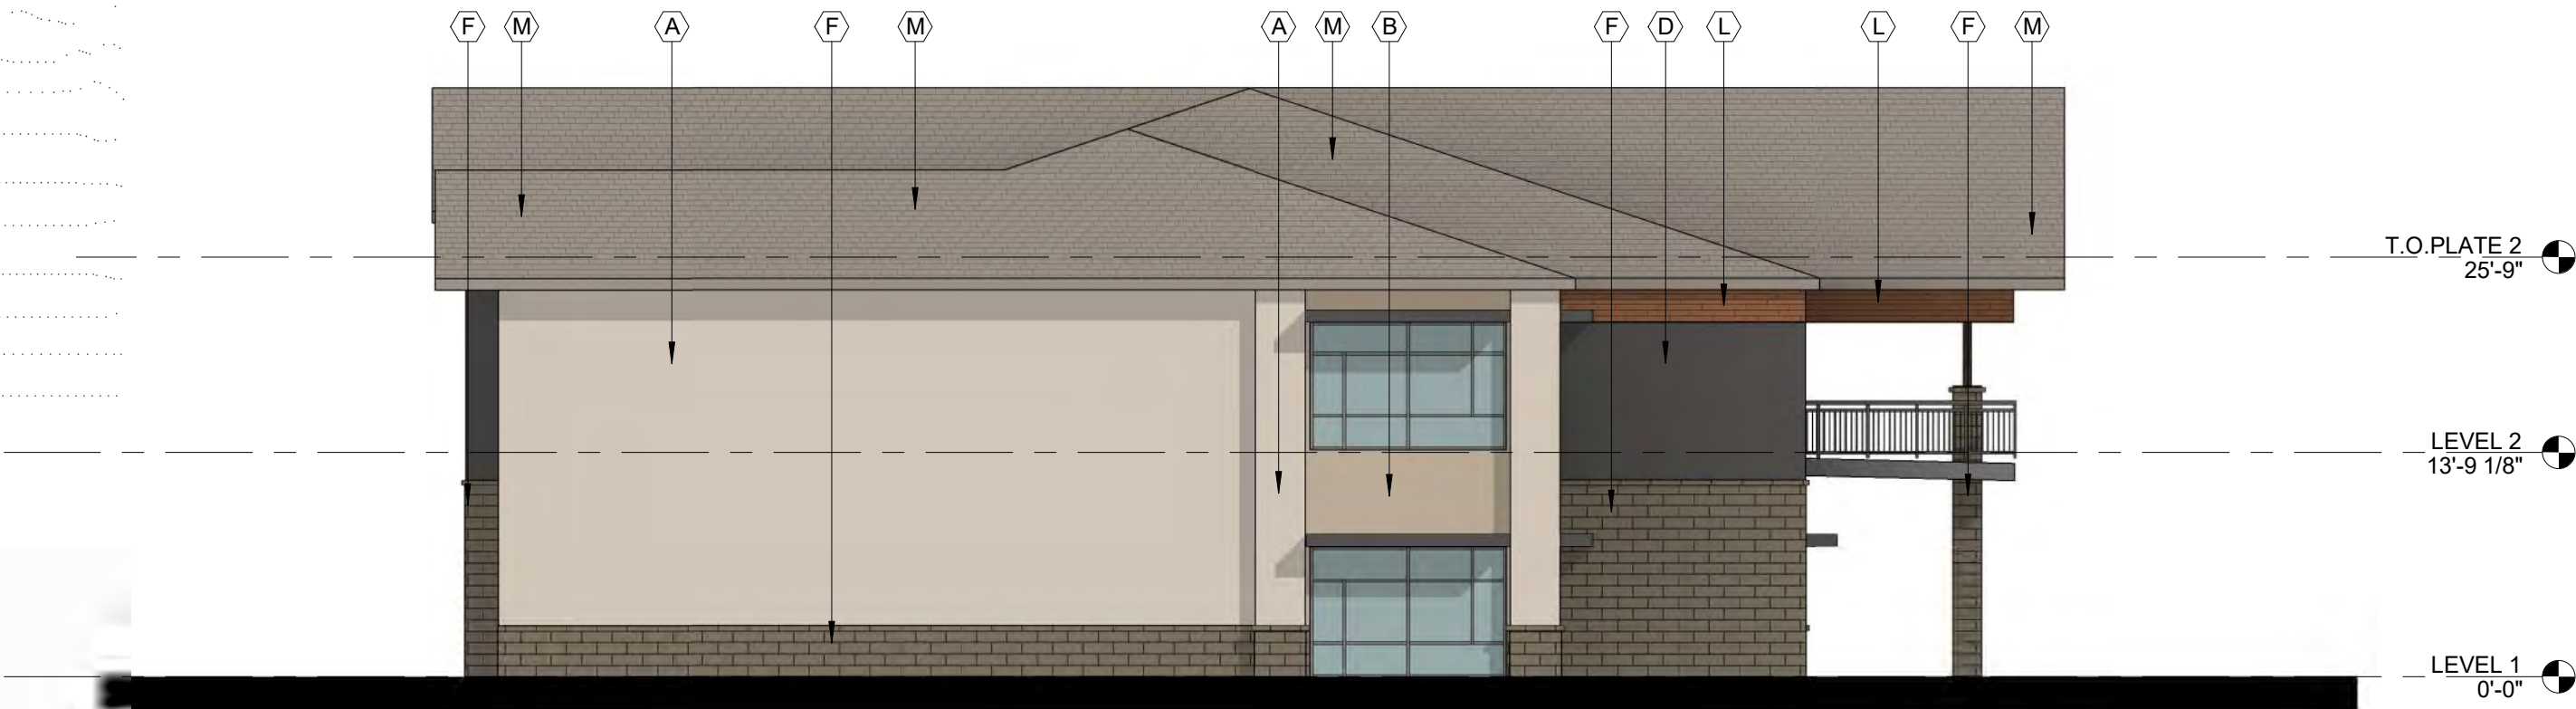 F M A F M A M B F D L L F M
T.O.PLATE 2
25'-9"
LEVEL 2
13'-9 1/8"
LEVEL 1
0'-0"